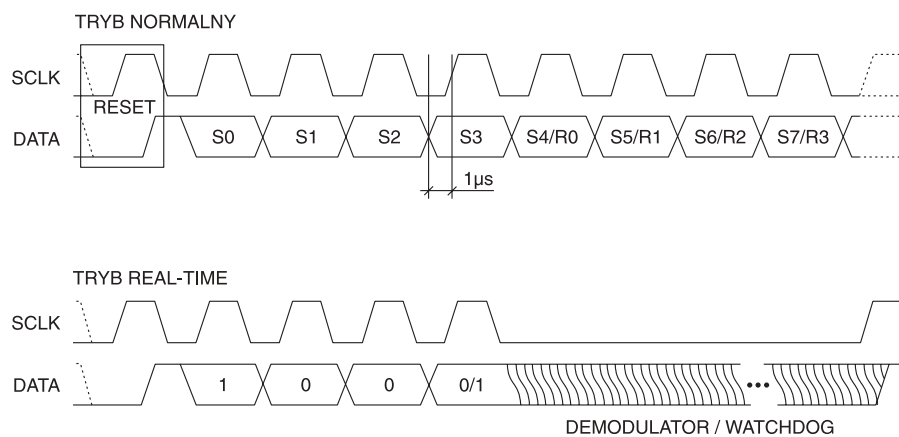 TRYB NORMALNY
SCLK
RESET
DATA S0 S1 S2 S3 S4/R0 S5/R1 S6/R2 S7/R3
1µs
TRYB REAL-TIME
SCLK
DATA 1 0 0 0/1
DEMODULATOR / WATCHDOG